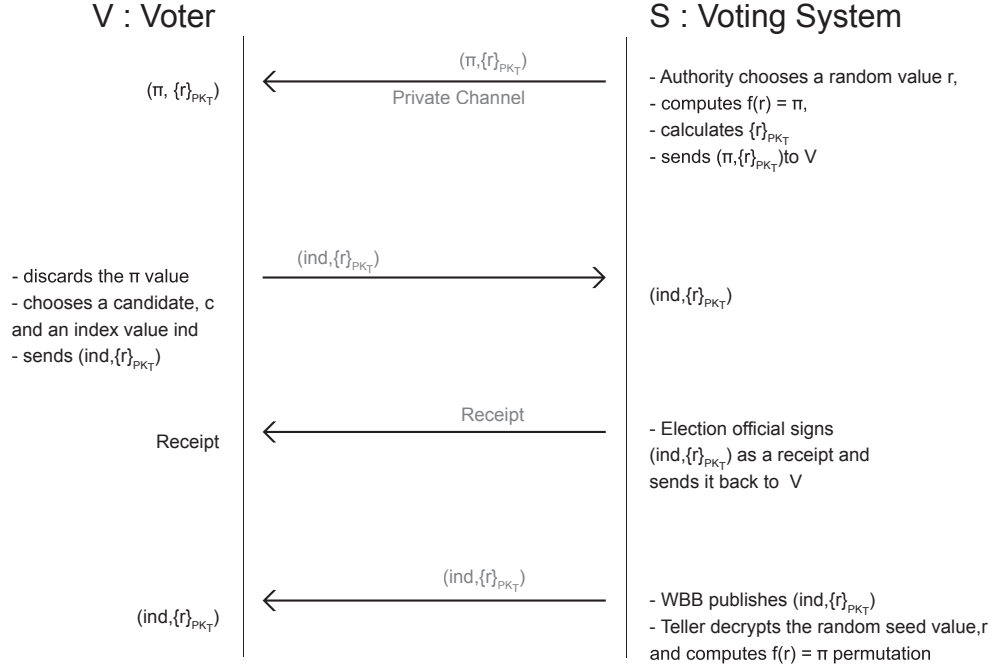 V : Voter
S : Voting System
(π,{r}PKT)
Private Channel
(π, {r}PKT)
- Authority chooses a random value r,
- computes f(r) = π,
- calculates {r}PKT
- sends (π,{r}PKT)to V
(ind,{r}PKT)
- discards the π value
- chooses a candidate, c
and an index value ind
- sends (ind,{r}PKT)
(ind,{r}PKT)
Receipt
Receipt
- Election official signs
(ind,{r}PKT) as a receipt and
sends it back to V
(ind,{r}PKT)
(ind,{r}PKT)
- WBB publishes (ind,{r}PKT)
- Teller decrypts the random seed value,r
and computes f(r) = π permutation